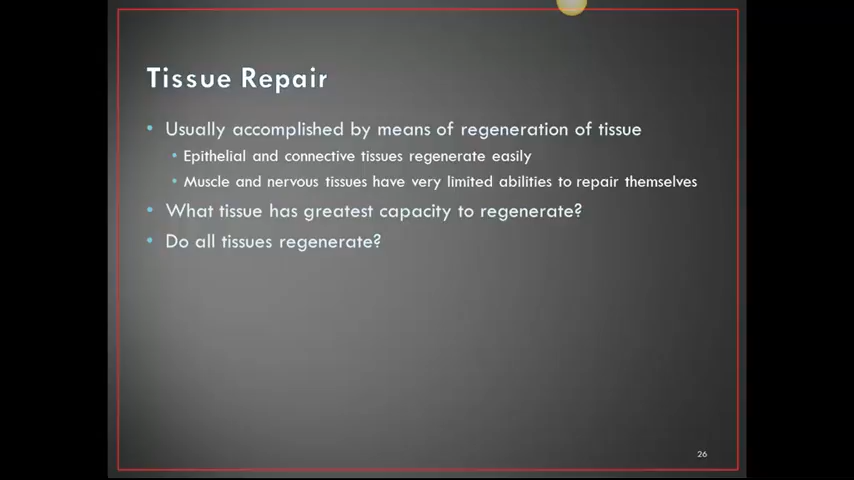 Tissue Repair
• Usually accomplished by means of regeneration of tissue
• Epithelial and connective tissues regenerate easily
• Muscle and nervous tissues have very limited abilities to repair themselves
• What tissue has greatest capacity to regenerate?
• Do all tissues regenerate?
26